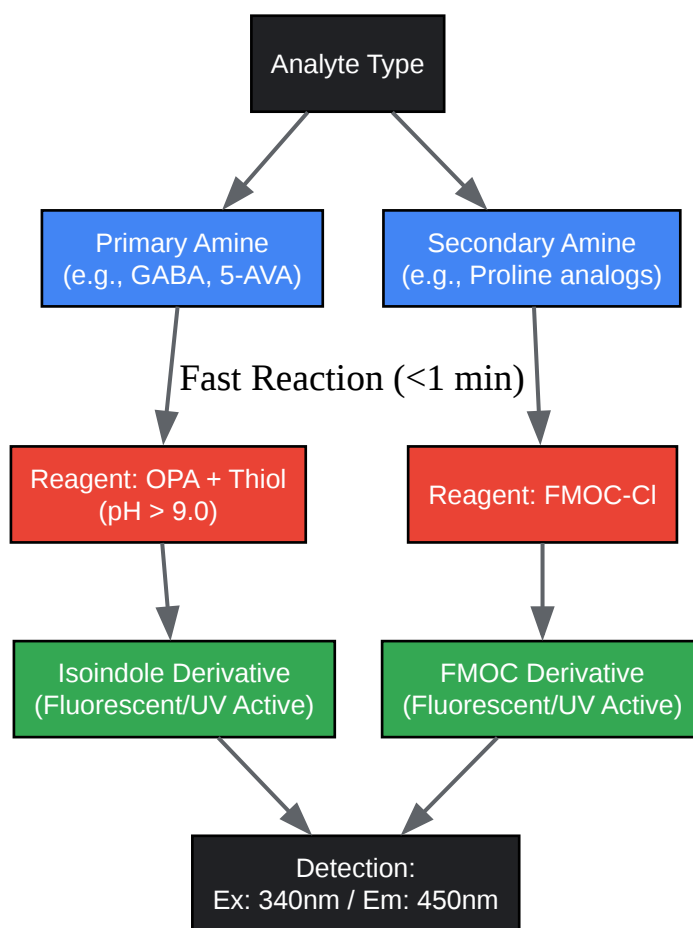 Analyte Type
Primary Amine
(e.g., GABA, 5-AVA)
Secondary Amine
(e.g., Proline analogs)
Fast Reaction (<1 min)
Reagent: OPA + Thiol
(pH > 9.0)
Reagent: FMOC-Cl
Isoindole Derivative
(Fluorescent/UV Active)
FMOC Derivative
(Fluorescent/UV Active)
Detection:
Ex: 340nm / Em: 450nm